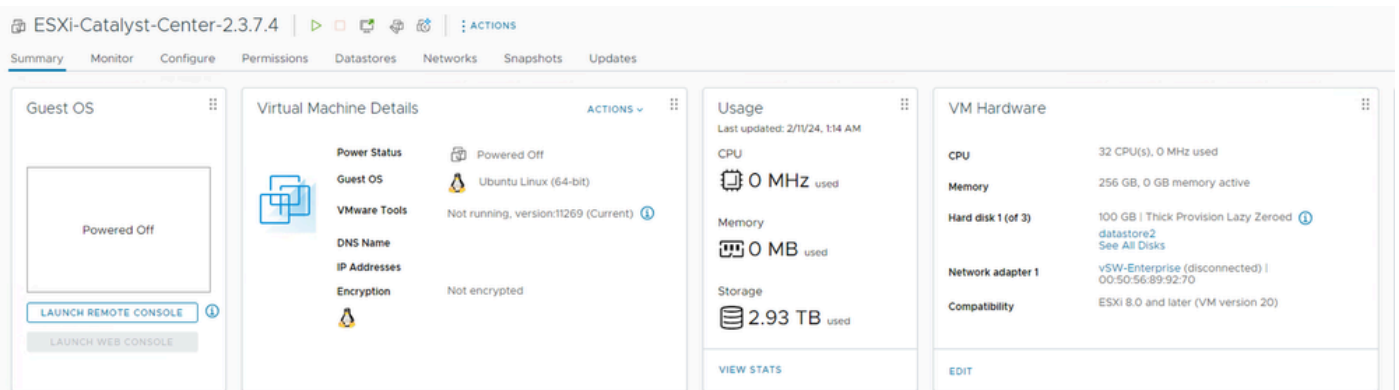 ESXi-Catalyst-Center-2.3.7.4
ACTIONS
Summary Monitor Configure Permissions Datastores Networks Snapshots Updates
Guest OS
Powered Off
LAUNCH REMOTE CONSOLE
LAUNCH WEB CONSOLE
Virtual Machine Details
ACTIONS
Power Status Powered Off
Guest OS Ubuntu Linux (64-bit)
VMware Tools Not running, version:11269 (Current)
DNS Name
IP Addresses
Encryption Not encrypted
Usage
Last updated: 2/11/24, 1:14 AM
CPU
0 MHz used
Memory
0 MB used
Storage
2.93 TB used
VIEW STATS
VM Hardware
CPU 32 CPU(s), 0 MHz used
Memory 256 GB, 0 GB memory active
Hard disk 1 (of 3) 100 GB | Thick Provision Lazy Zeroed
datastore2
See All Disks
Network adapter 1 vSW-Enterprise (disconnected) |
00:50:56:89:92:70
Compatibility ESXi 8.0 and later (VM version 20)
EDIT